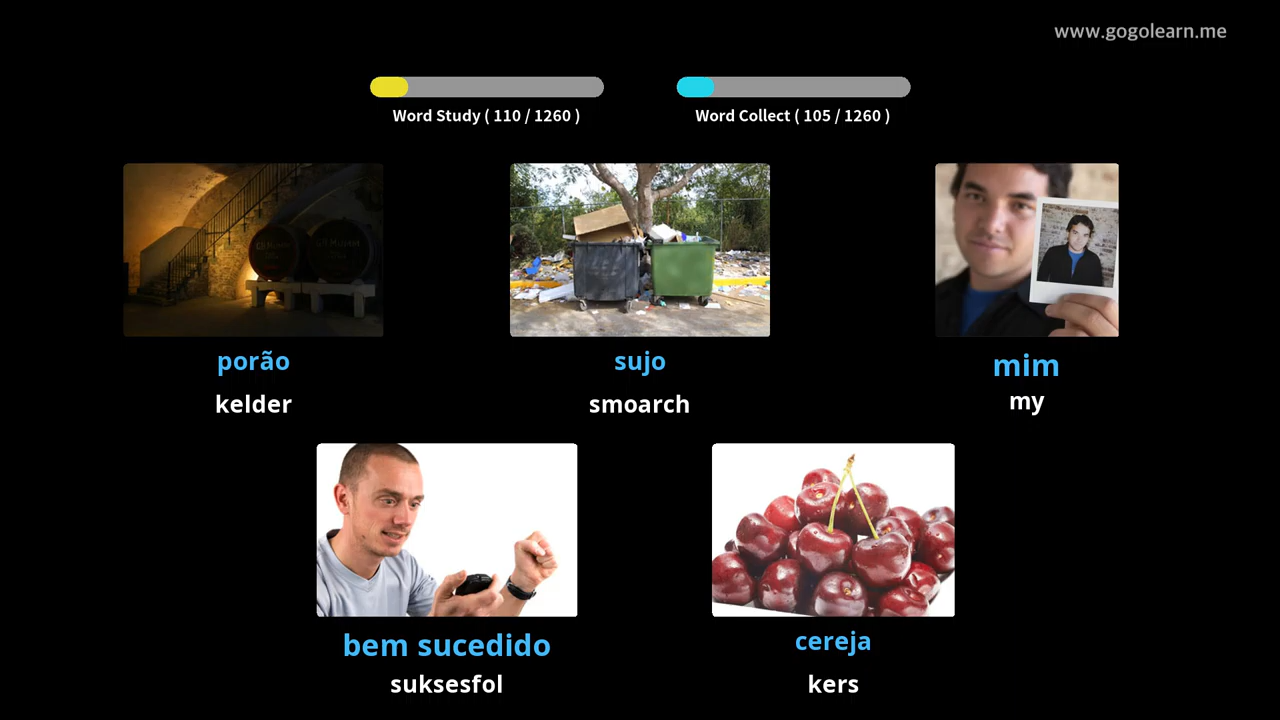 www.gogolearn.me
Word Study ( 110 / 1260 )
Word Collect ( 105 / 1260 )
porão
kelder
sujo
smoarch
mim
my
bem sucedido
suksesfol
cereja
kers